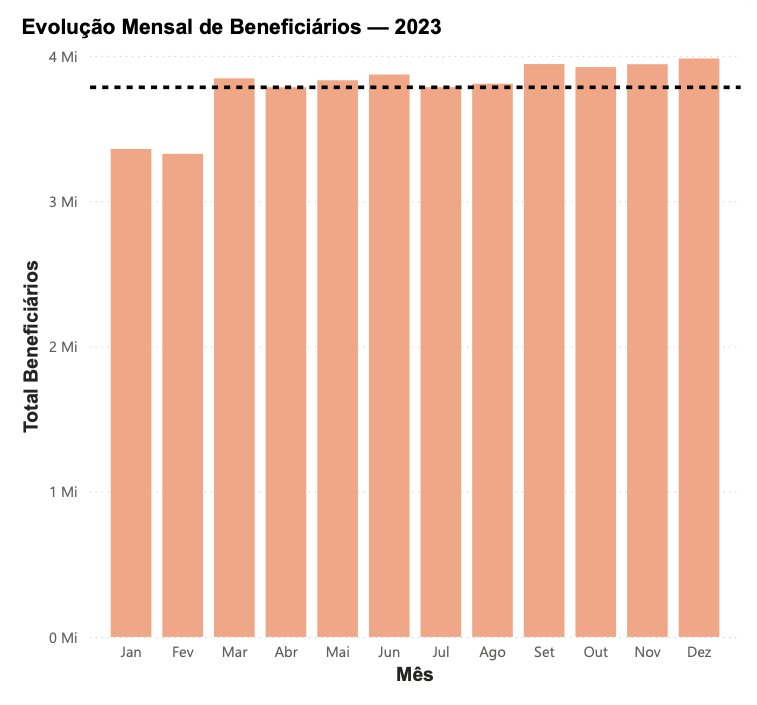 Evolução Mensal de Beneficiários — 2023
4 Mi
3 Mi
2 Mi
1 Mi
0 Mi
Total Beneficiários
Jan Fev Mar Abr Mai Jun Jul Ago Set Out Nov Dez
Mês